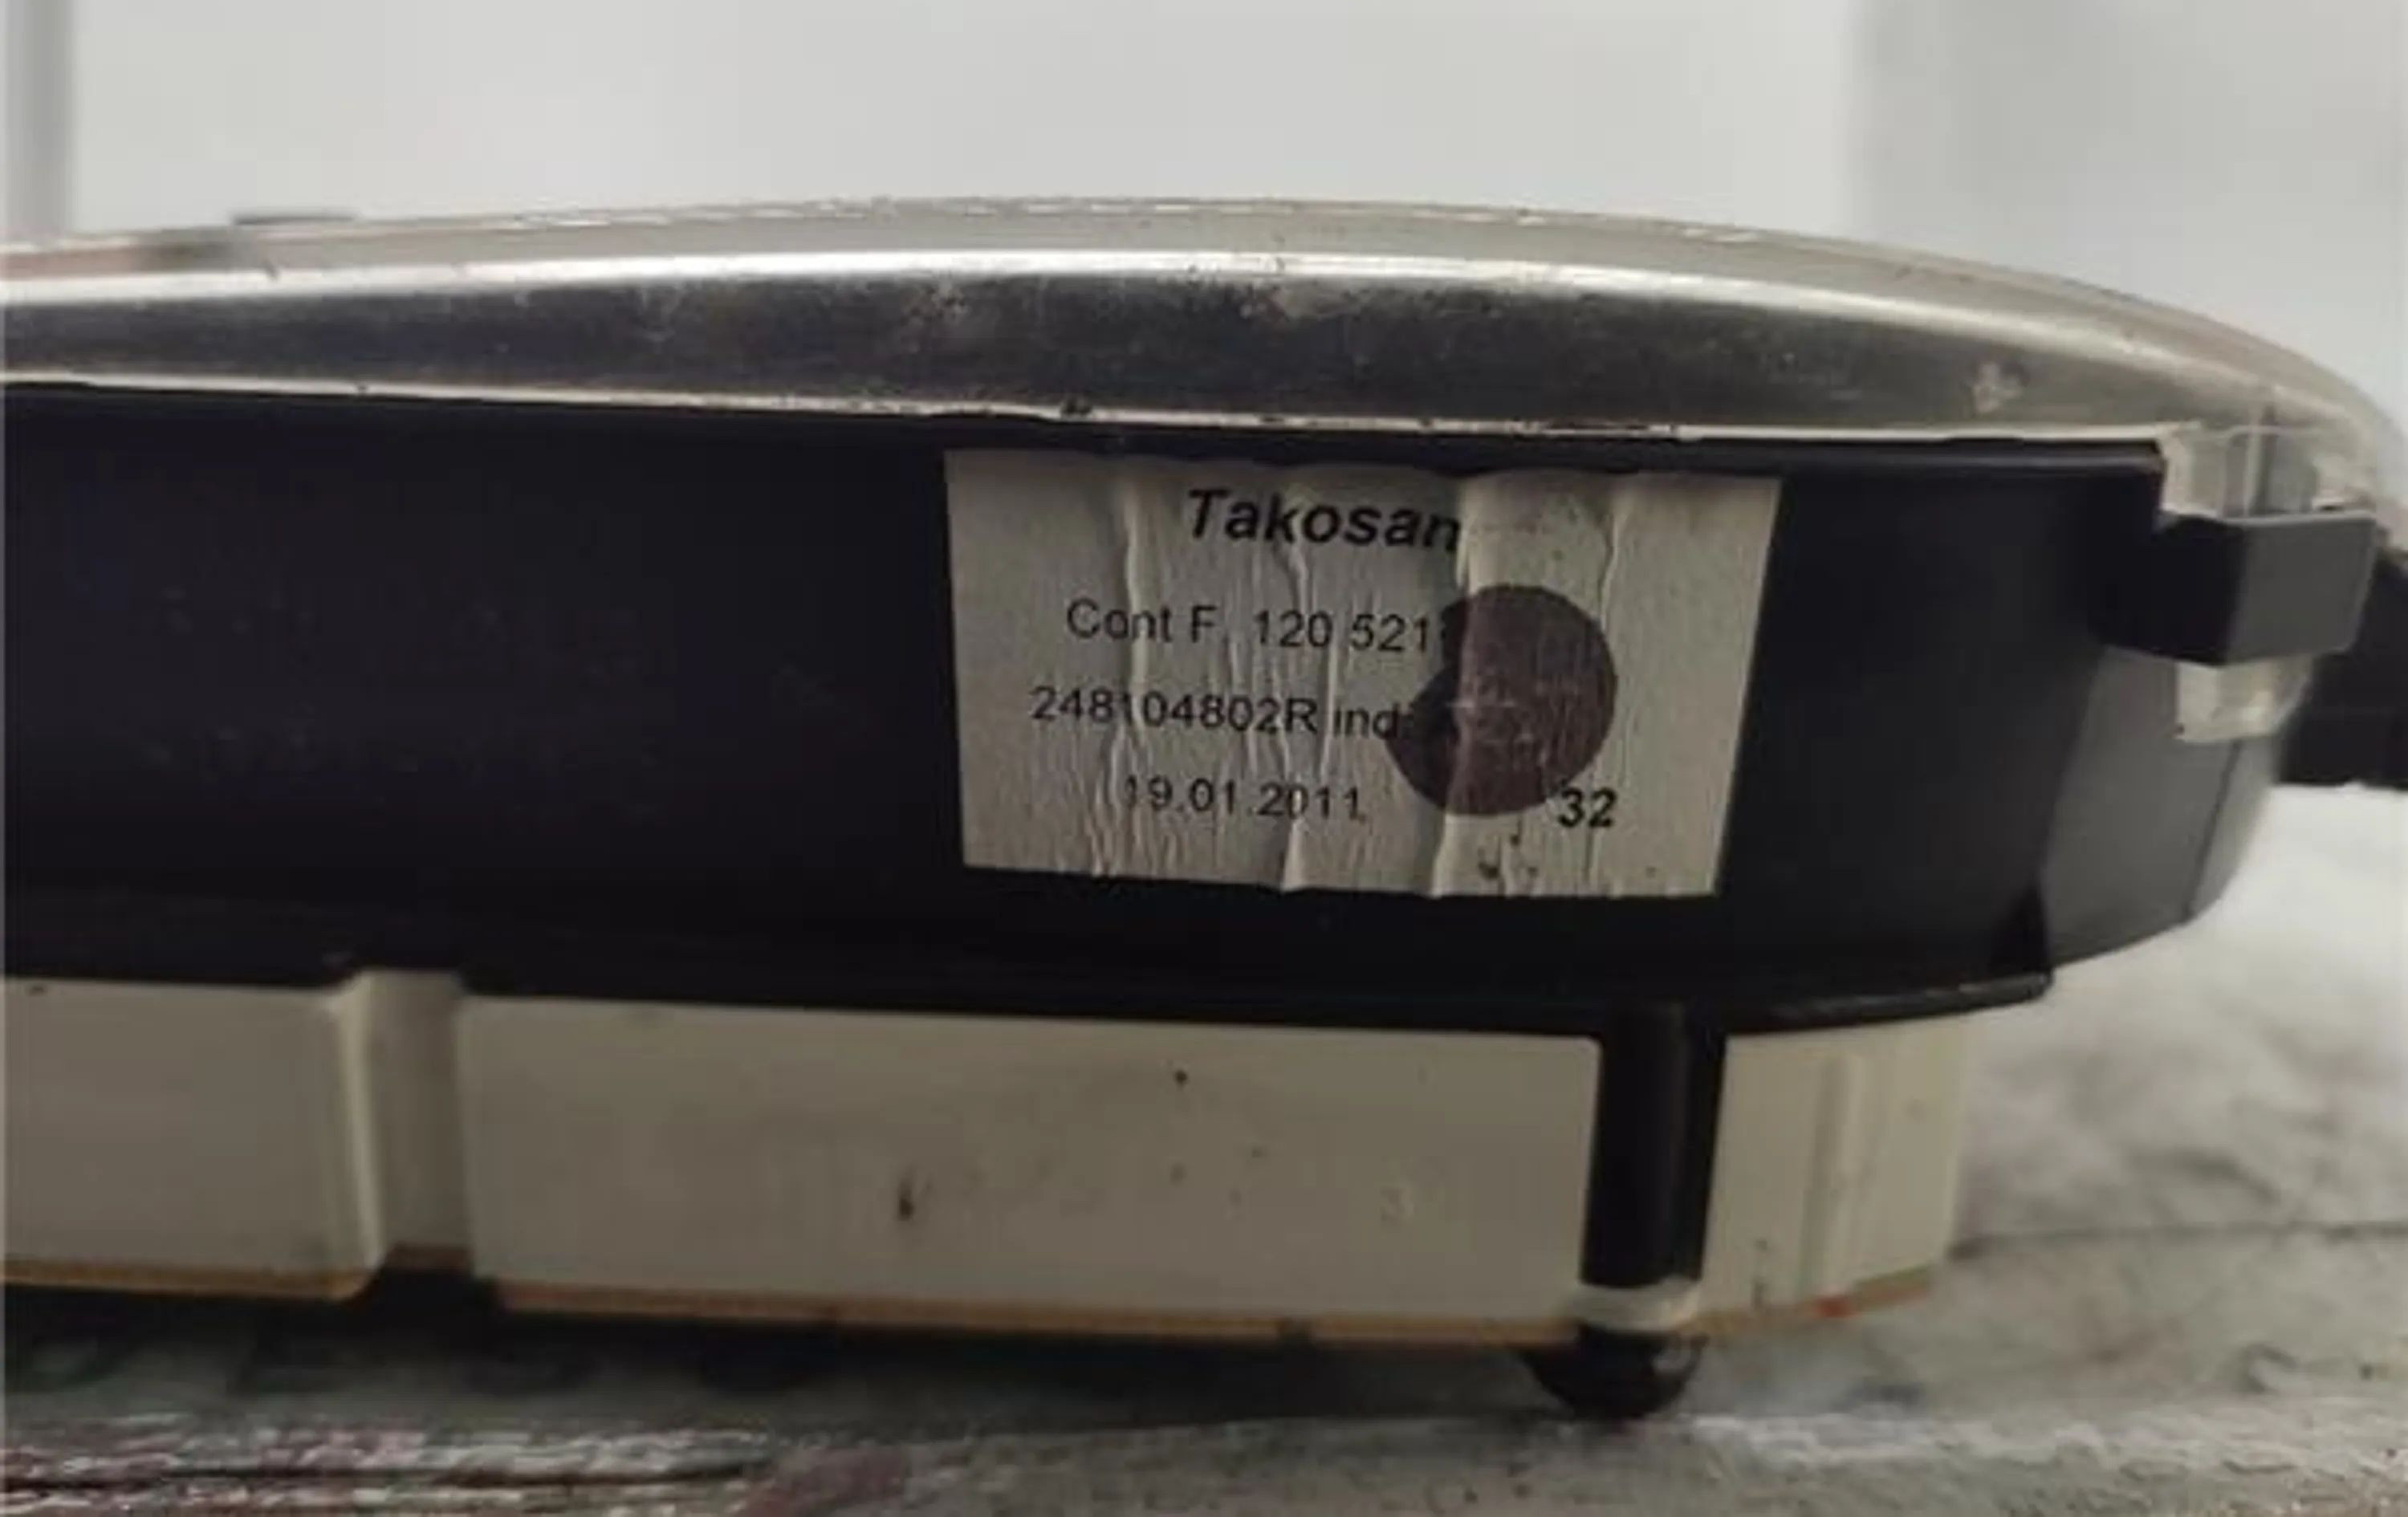 Takosan
Cont F. 120 521
248104802R ind
19.01.2011
32